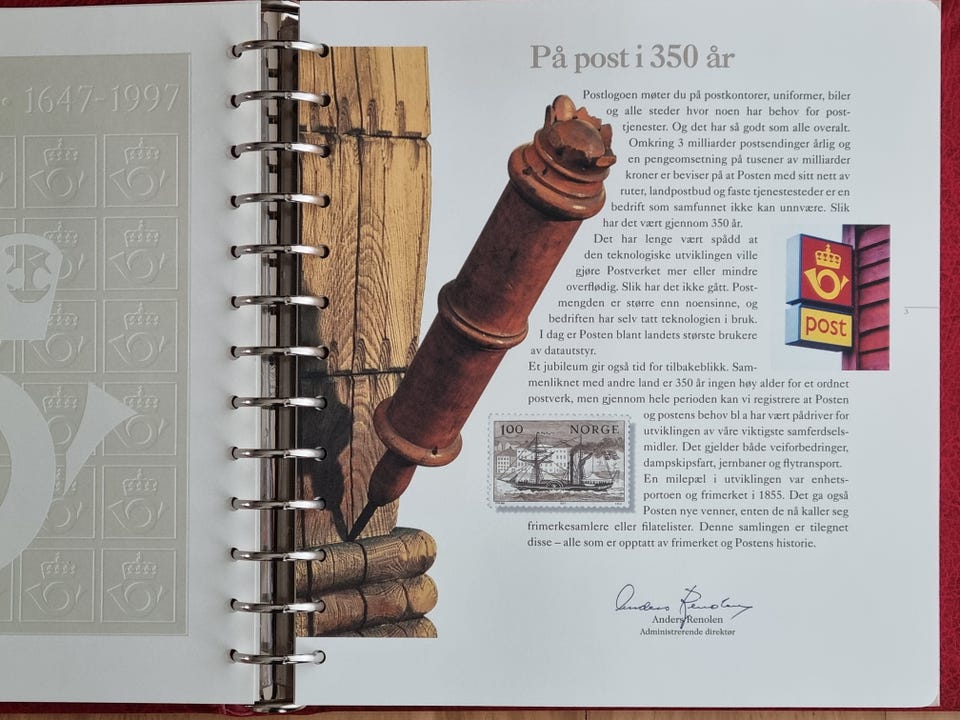 · 1647-1997
På post i 350 år
Postlogoen møter du på postkontorer, uniformer, biler
og alle steder hvor noen har behov for post-
tjenester. Og det har så godt som alle overalt.
Omkring 3 milliarder postsendinger årlig og
en pengeomsetning på tusener av milliarder
kroner er beviser på at Posten med sitt nett av
ruter, landpostbud og faste tjenestesteder er en
bedrift som samfunnet ikke kan unnvære. Slik
har det vært gjennom 350 år.
Det har lenge vært spådd at
den teknologiske utviklingen ville
gjøre Postverket mer eller mindre
overflødig. Slik har det ikke gått. Post-
mengden er større enn noensinne, og
bedriften har selv tatt teknologien i bruk.
I dag er Posten blant landets største brukere
av datautstyr.
Et jubileum gir også tid for tilbakeblikk. Sam-
menliknet med andre land er 350 år ingen høy alder for et ordnet
postverk, men gjennom hele perioden kan vi registrere at Posten
og postens behov bl a har vært pådriver for
utviklingen av våre viktigste samferdsels-
midler. Det gjelder både veiforbedringer,
dampskipsfart, jernbaner og flytransport.
En milepæl i utviklingen var enhets-
portoen og frimerket i 1855. Det ga også
Posten nye venner, enten de nå kaller seg
frimerkesamlere eller filatelister. Denne samlingen er tilegnet
disse – alle som er opptatt av frimerket og Postens historie.
post
3
100 NORGE
Anders Renolen
Anders Renolen
Administrerende direktør